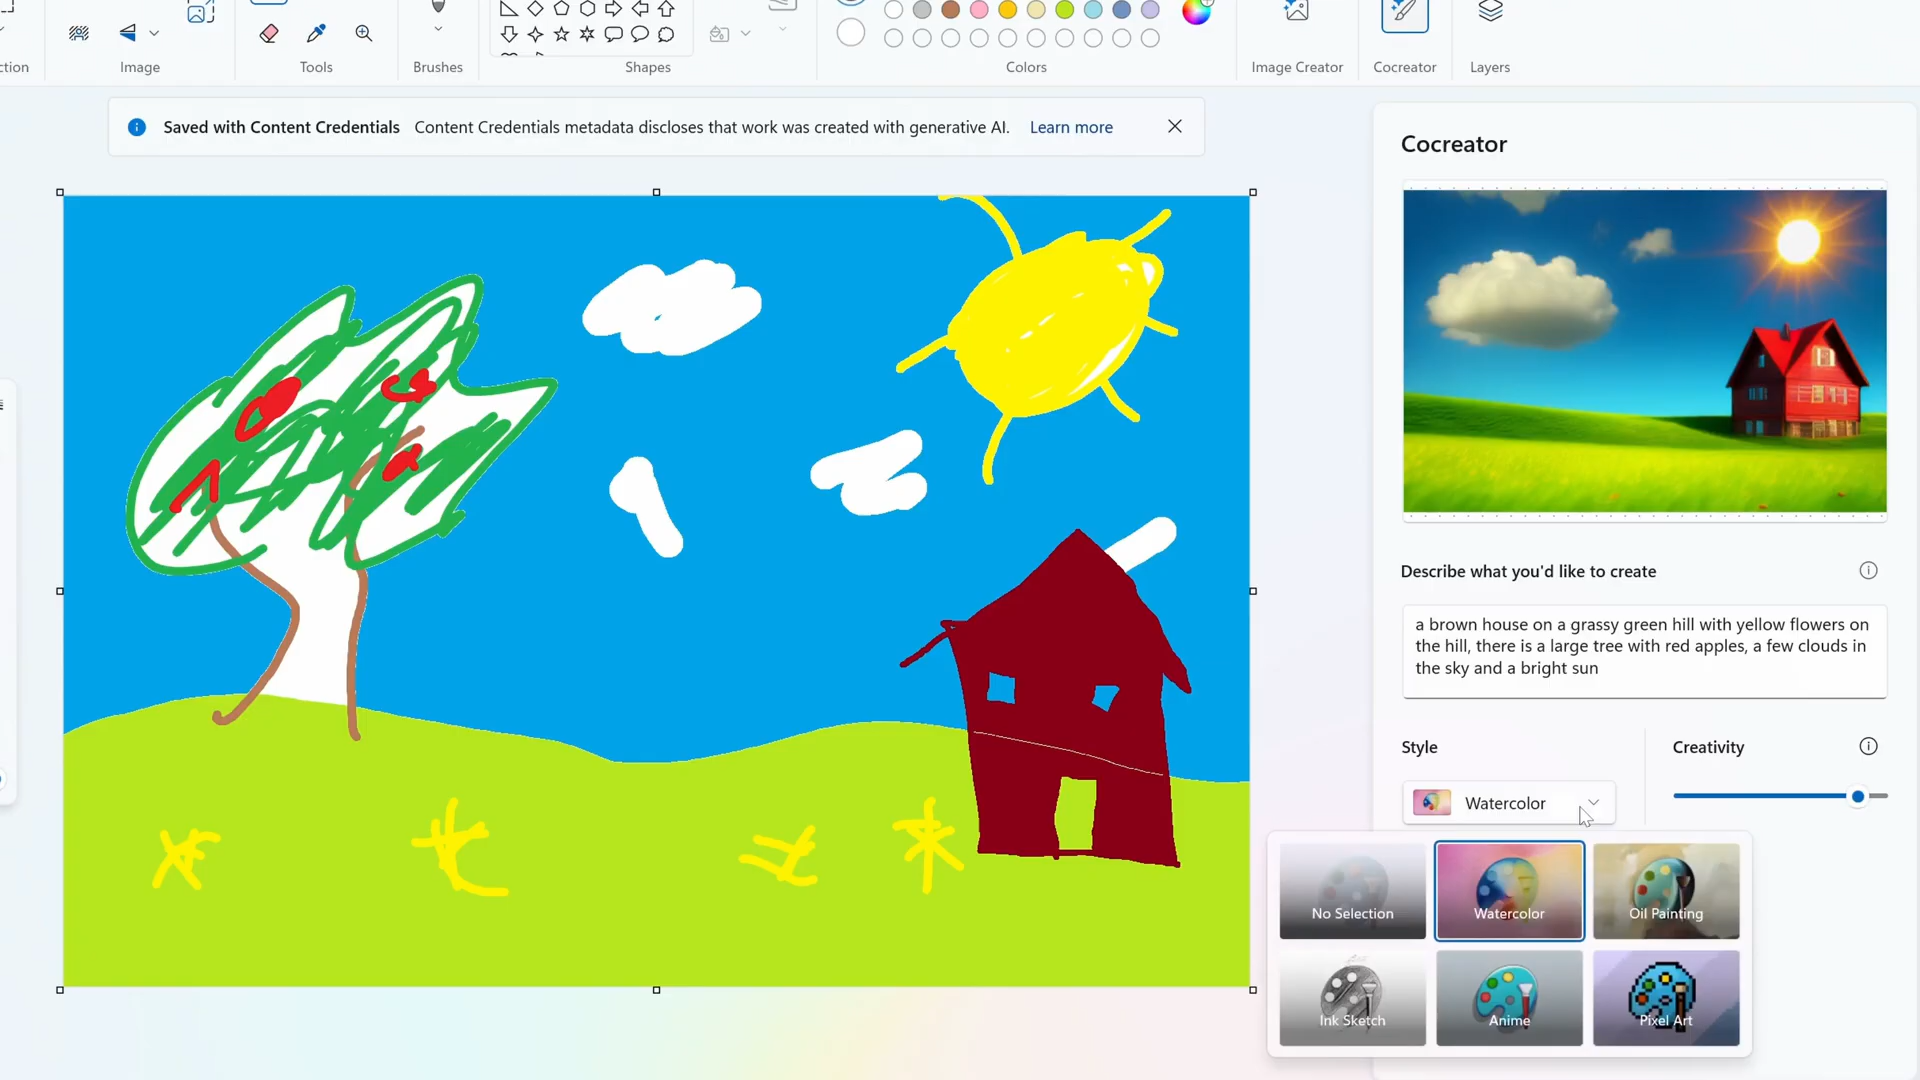 ction
Image
Tools
Brushes
Shapes
Colors
Image Creator
Cocreator
Layers
Saved with Content Credentials Content Credentials metadata discloses that work was created with generative AI. Learn more
Cocreator
Describe what you'd like to create
a brown house on a grassy green hill with yellow flowers on
the hill, there is a large tree with red apples, a few clouds in
the sky and a bright sun
Style
Creativity
Watercolor
No Selection
Watercolor
Oil Painting
Ink Sketch
Anime
Pixel Art